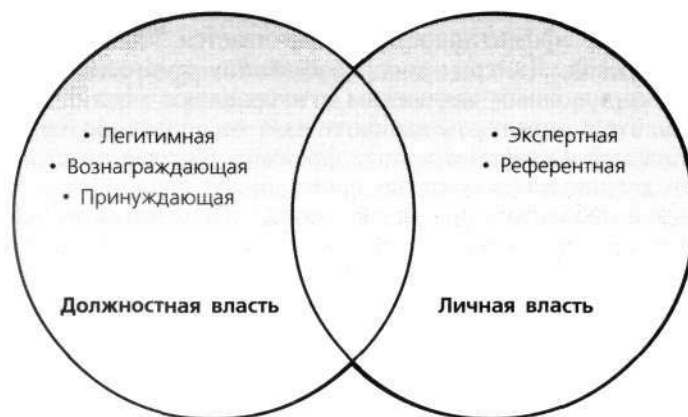 • Легитимная
• Вознаграждающая
• Принуждающая
Должностная власть
• Экспертная
• Референтная
Личная власть